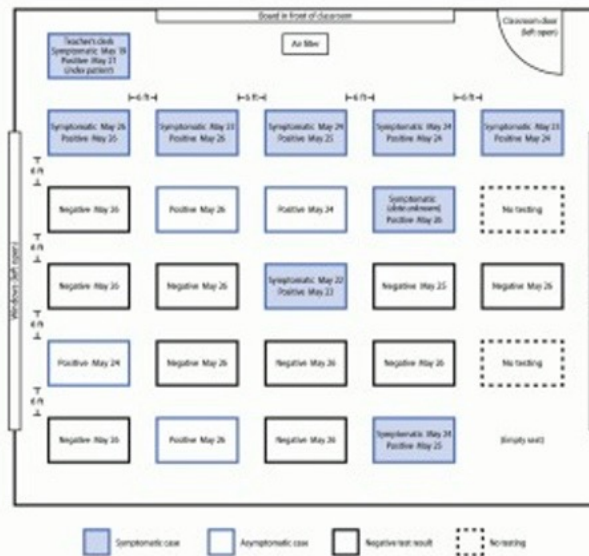 Board in front of classroom
Classroom door
(left open)
Air filter
Teacher's desk
Symptomatic May 19
Positive May 21
(index patient)
6 ft
6 ft
6 ft
6 ft
Symptomatic May 26
Positive May 26
Symptomatic May 23
Positive May 26
Symptomatic May 24
Positive May 25
Symptomatic May 24
Positive May 24
Symptomatic May 23
Positive May 24
6 ft
Negative May 26
Positive May 26
Positive May 24
Symptomatic
(date unknown)
Positive May 26
No testing
6 ft
Windows (left open)
Negative May 26
Negative May 26
Symptomatic May 22
Positive May 23
Negative May 25
Negative May 26
6 ft
Positive May 24
Negative May 26
Negative May 26
Negative May 26
No testing
6 ft
Negative May 26
Positive May 26
Negative May 26
Symptomatic May 24
Positive May 25
(Empty seat)
Symptomatic case
Asymptomatic case
Negative test result
No testing